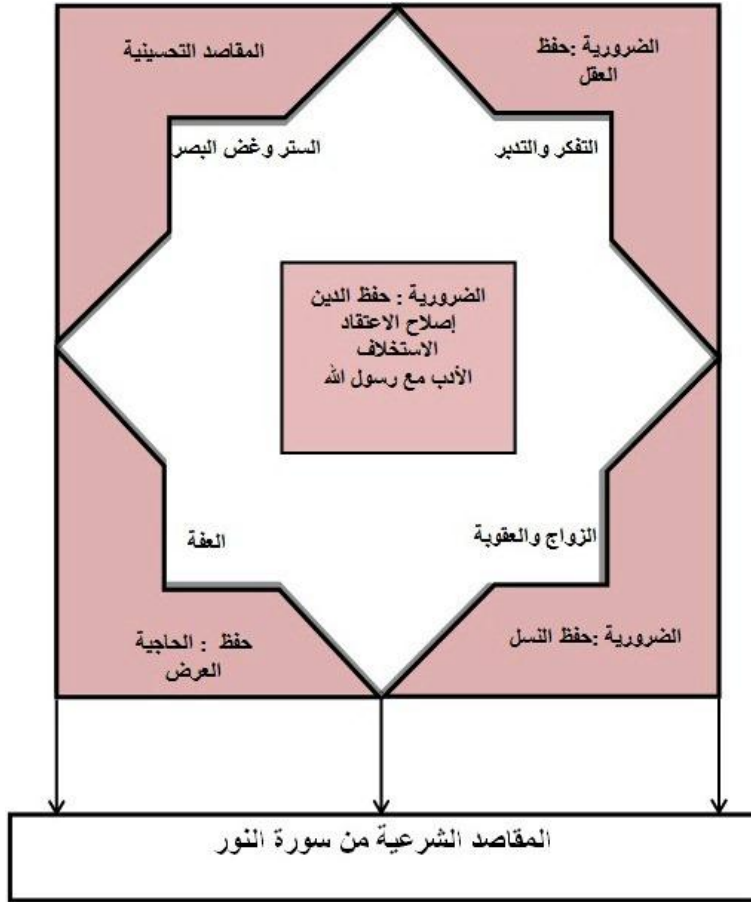 الضرورية :حفظ
العقل
المقاصد التحسينية
التفكر والتدبر
الستر وغض البصر
الضرورية : حفظ الدين
إصلاح الاعتقاد
الاستخلاف
الأدب مع رسول الله
الزواج والعقوبة
العفة
الضرورية :حفظ النسل
حفظ : الحاجية
العرض
المقاصد الشرعية من سورة النور